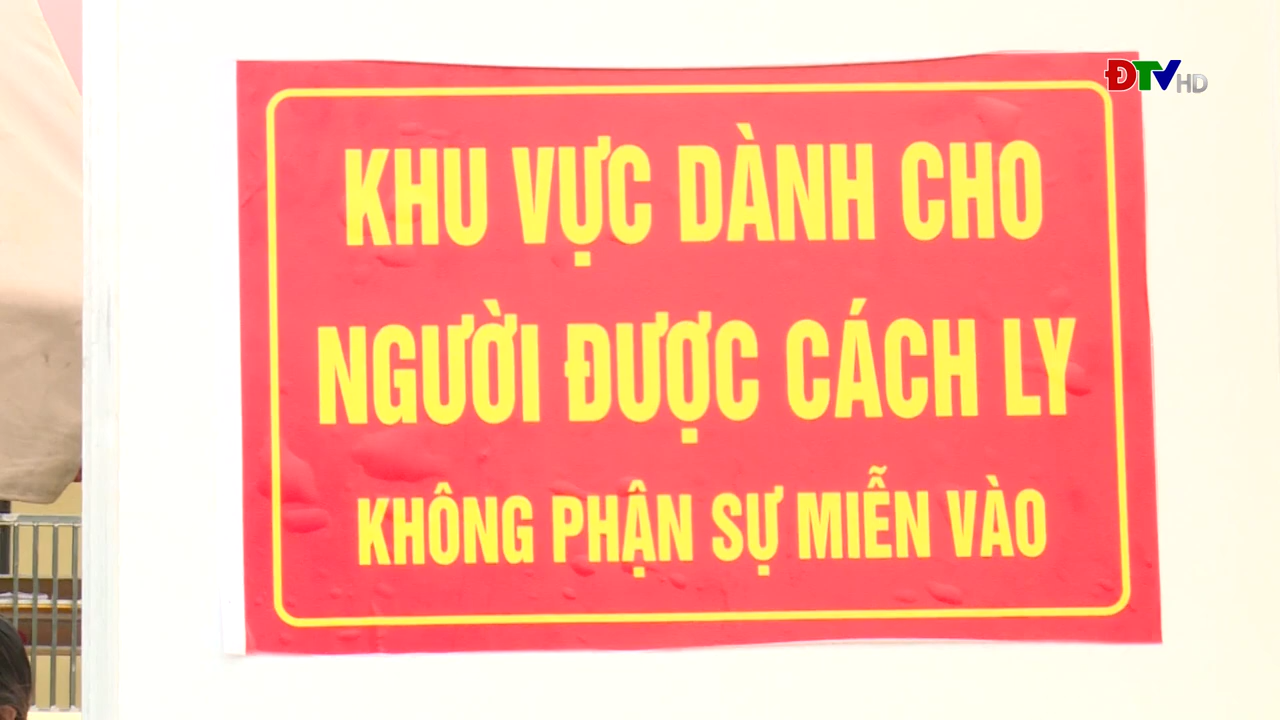 ĐTV HD
KHU VỰC DÀNH CHO
NGƯỜI ĐƯỢC CÁCH LY
KHÔNG PHẬN SỰ MIỄN VÀO